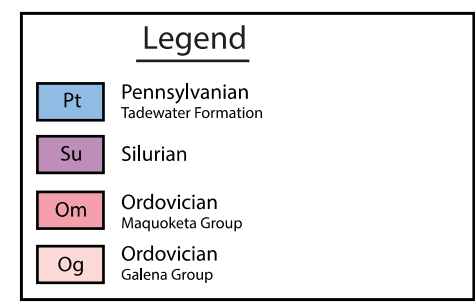 Legend
Pt
Pennsylvanian
Tadewater Formation
Su
Silurian
Om
Ordovician
Maquoketa Group
Og
Ordovician
Galena Group